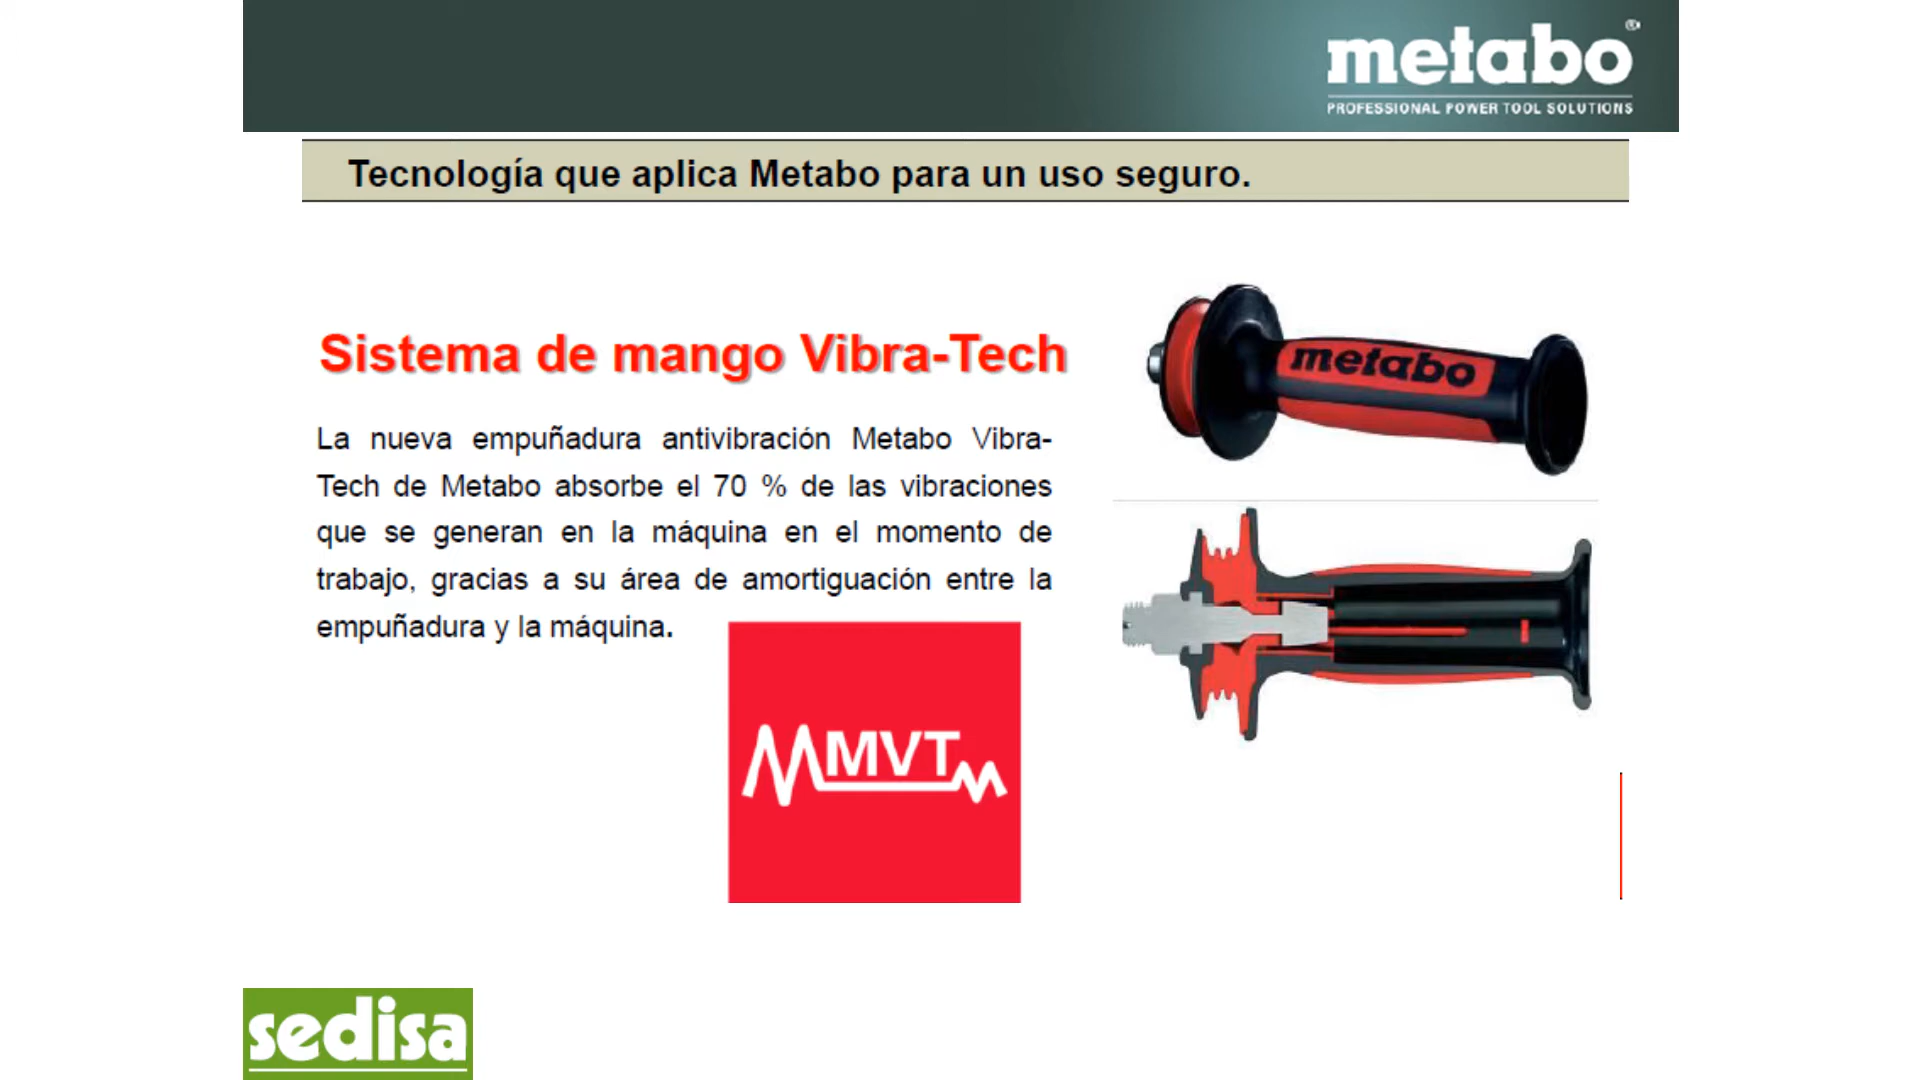 metabo®
PROFESSIONAL POWER TOOL SOLUTIONS
Tecnología que aplica Metabo para un uso seguro.
Sistema de mango Vibra-Tech
metabo
La nueva empuñadura antivibración Metabo Vibra-
Tech de Metabo absorbe el 70 % de las vibraciones
que se generan en la máquina en el momento de
trabajo, gracias a su área de amortiguación entre la
empuñadura y la máquina.
MVT
sedisa